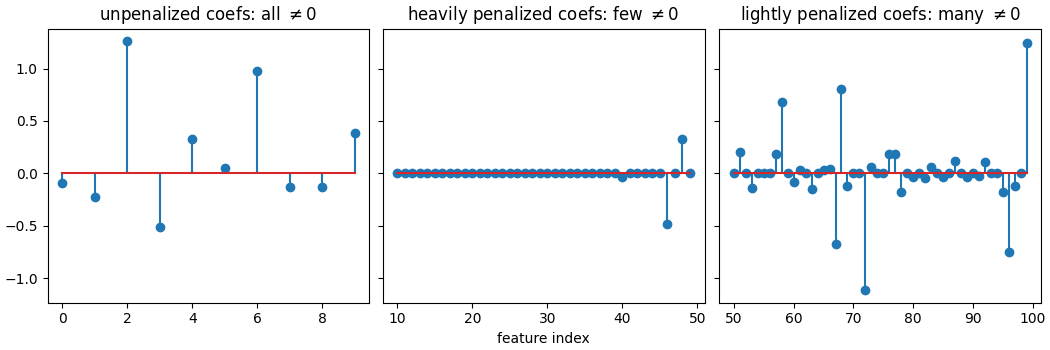 unpenalized coefs: all ≠0
heavily penalized coefs: few ≠0
lightly penalized coefs: many ≠0
1.0
0.5
0.0
−0.5
−1.0
0 2 4 6 8
10 20 30 40 50
50 60 70 80 90 100
feature index